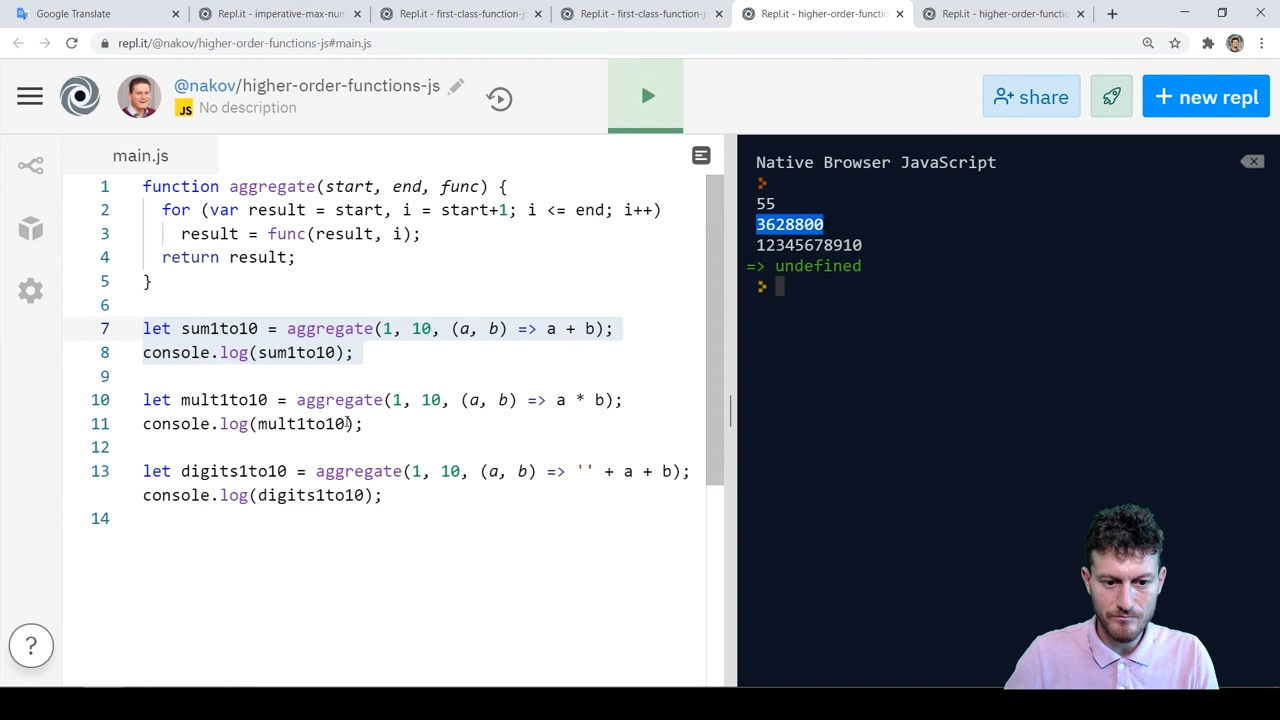 Google Translate
Repl.it - imperative-max-num
Repl.it - first-class-function-j
Repl.it - first-class-function-j
Repl.it - higher-order-functio
Repl.it - higher-order-functio
repl.it/@nakov/higher-order-functions-js#main.js
@nakov/higher-order-functions-js
JS
No description
share
+ new repl
main.js
1 function aggregate(start, end, func) {
2 for (var result = start, i = start+1; i <= end; i++)
3 result = func(result, i);
4 return result;
5 }
6
7 let sum1to10 = aggregate(1, 10, (a, b) => a + b);
8 console.log(sum1to10);
9
10 let mult1to10 = aggregate(1, 10, (a, b) => a * b);
11 console.log(mult1to10);
12
13 let digits1to10 = aggregate(1, 10, (a, b) => '' + a + b);
console.log(digits1to10);
14
?
Native Browser JavaScript
55
3628800
12345678910
=> undefined